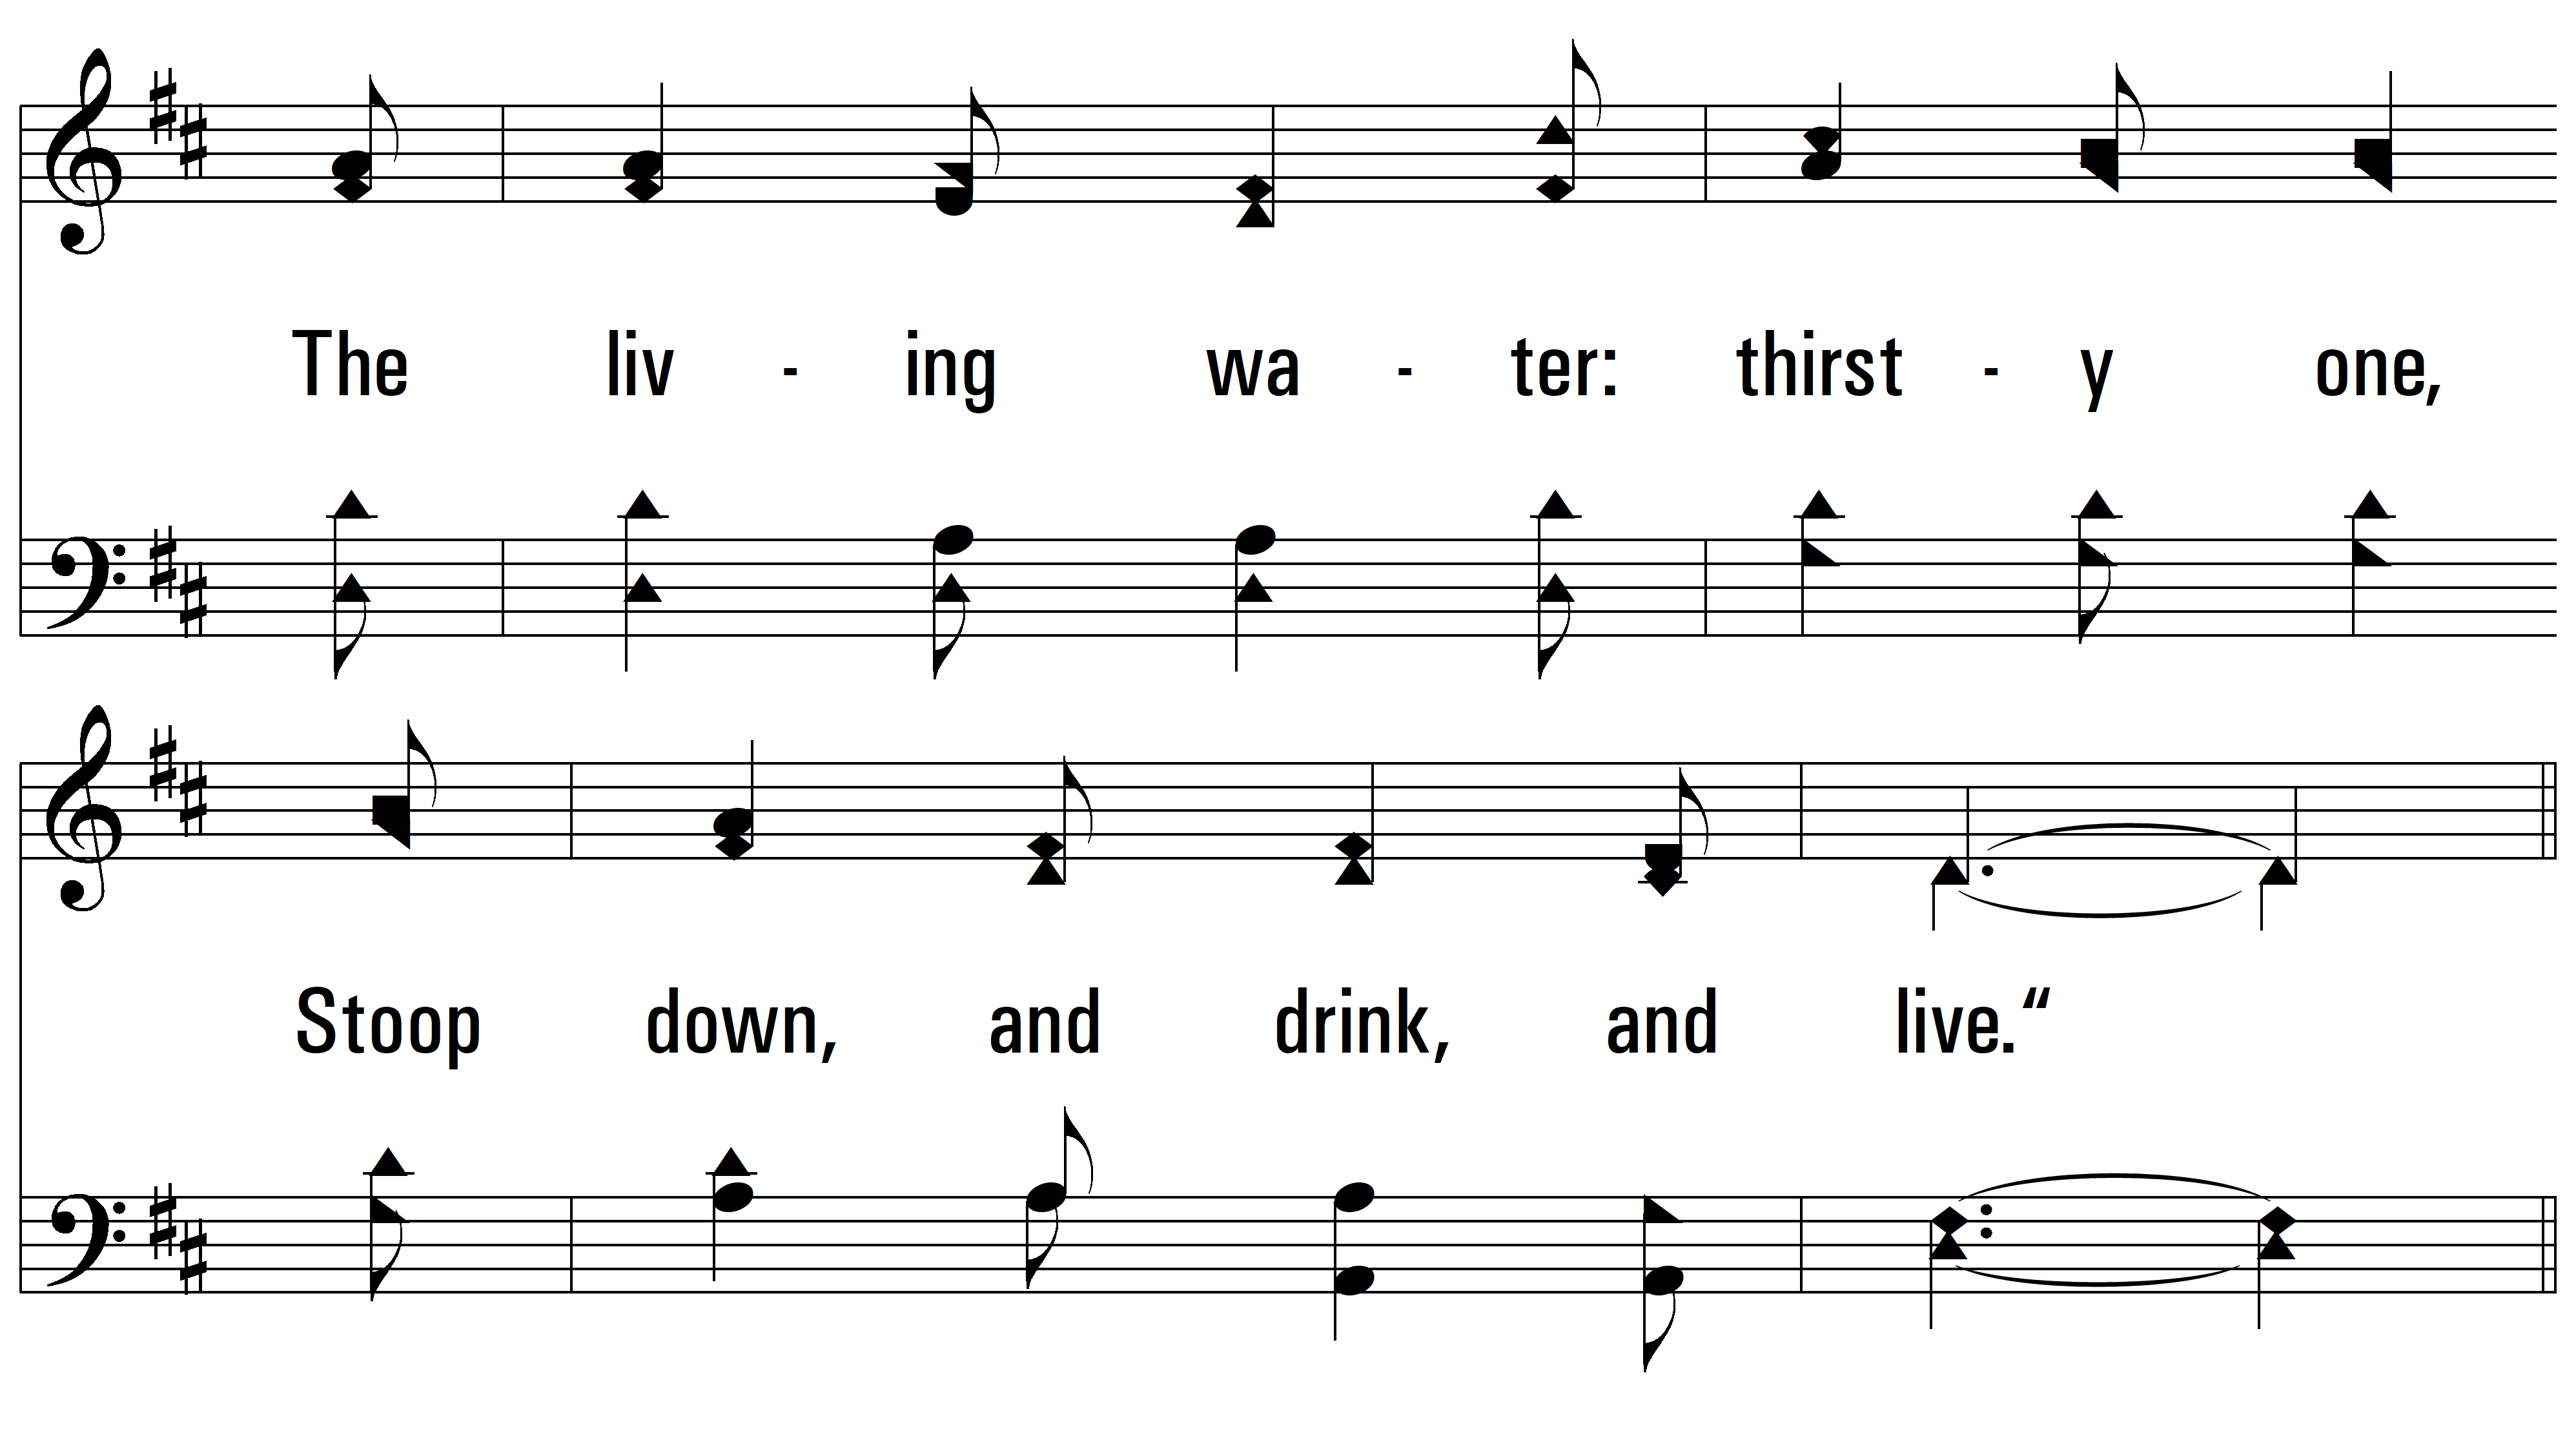 The liv - ing wa - ter: thirst - y one,
Stoop down, and drink, and live.“